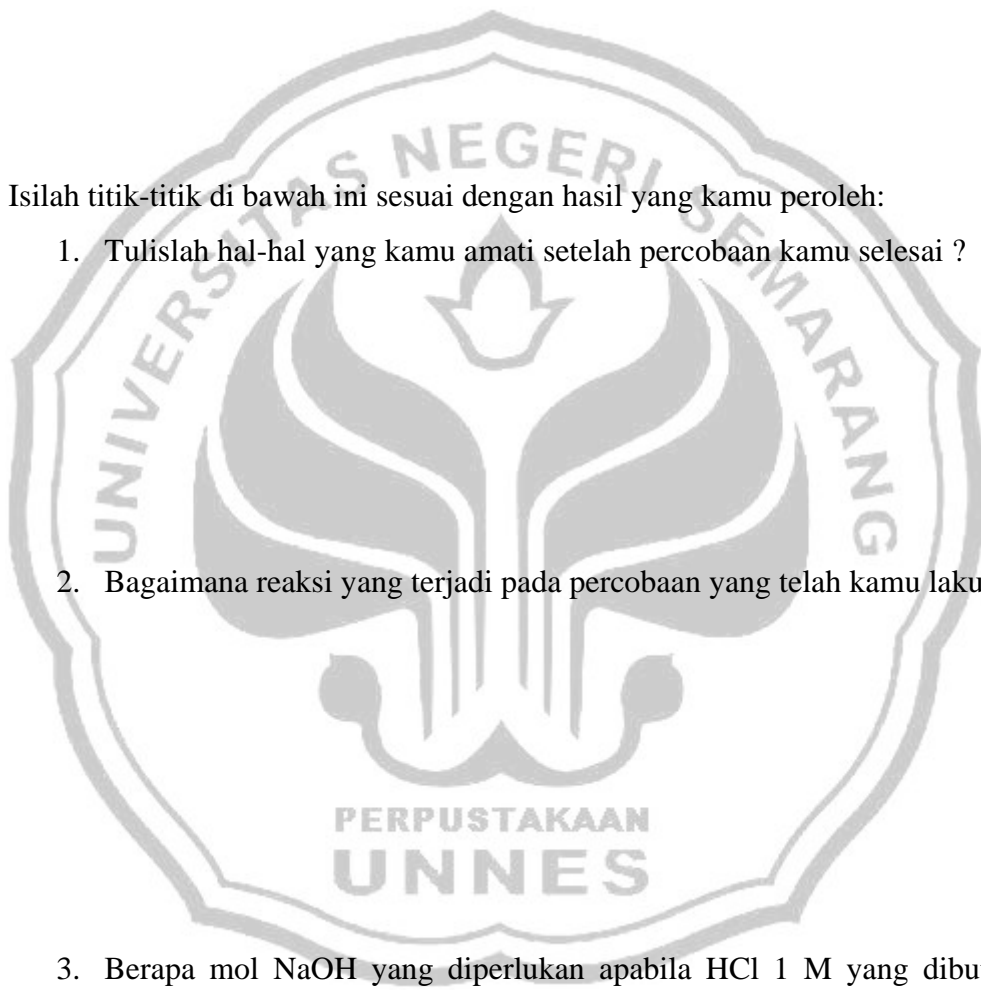 UNIVERSITAS NEGERI SEMARANG
Isilah titik-titik di bawah ini sesuai dengan hasil yang kamu peroleh:
1. Tulislah hal-hal yang kamu amati setelah percobaan kamu selesai ?
2. Bagaimana reaksi yang terjadi pada percobaan yang telah kamu
PERPUSTAKAAN
UNNES
3. Berapa mol NaOH yang diperlukan apabila HCl 1 M yang